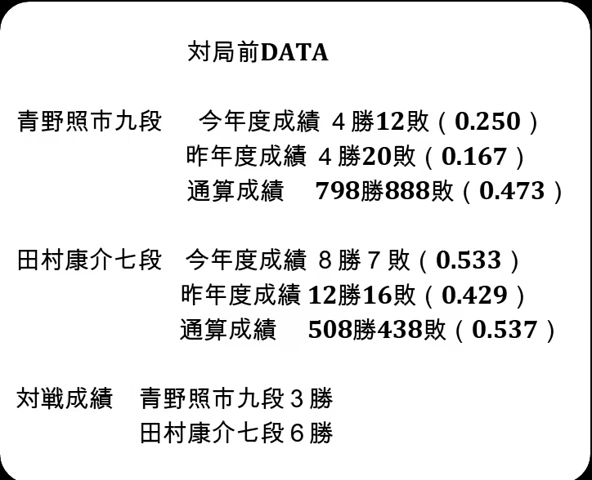 対局前DATA
青野照市九段 今年度成績 4勝12敗(0.250)
昨年度成績 4勝20敗(0.167)
通算成績 798勝888敗(0.473)
田村康介七段 今年度成績 8勝7敗(0.533)
昨年度成績 12勝16敗(0.429)
通算成績 508勝438敗(0.537)
対戦成績 青野照市九段3勝
田村康介七段6勝